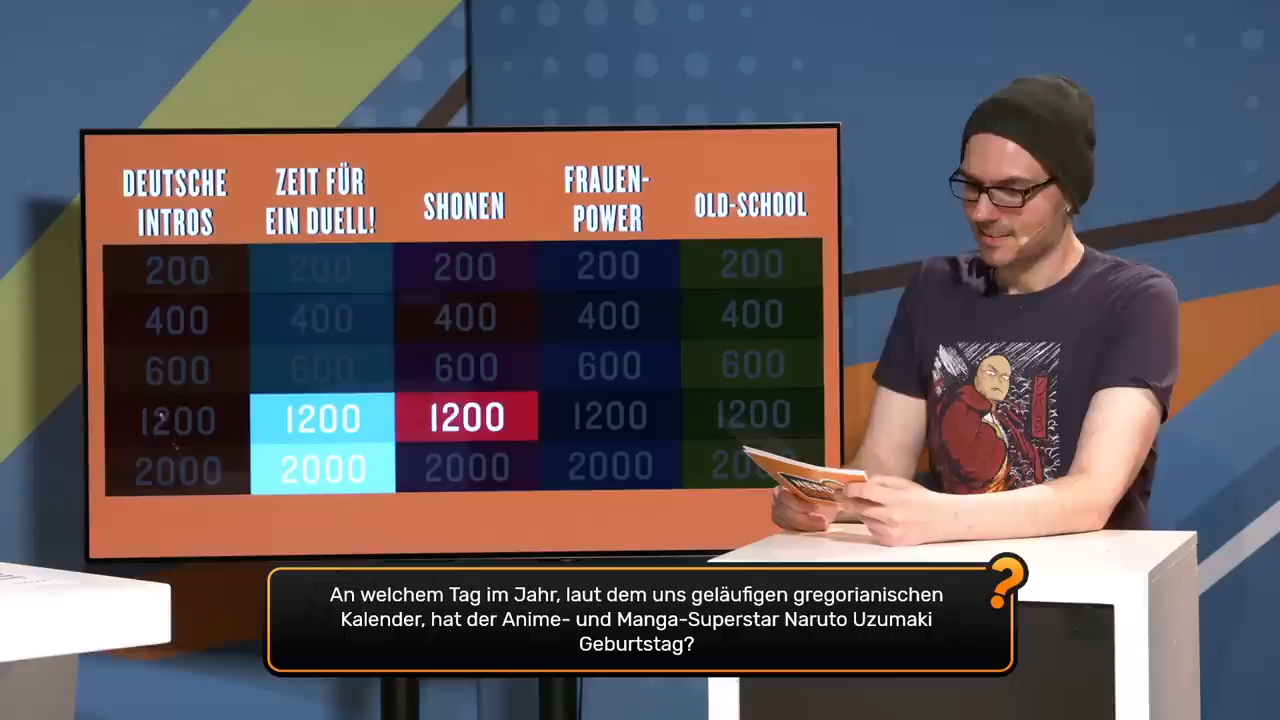 DEUTSCHE
INTROS
ZEIT FÜR
EIN DUELL!
SHONEN
FRAUEN-
POWER
OLD-SCHOOL
200 200 200 200 200
400 400 400 400 400
600 600 600 600 600
1200 1200 1200 1200 1200
2000 2000 2000 2000
An welchem Tag im Jahr, laut dem uns geläufigen gregorianischen
Kalender, hat der Anime- und Manga-Superstar Naruto Uzumaki
Geburtstag?
?